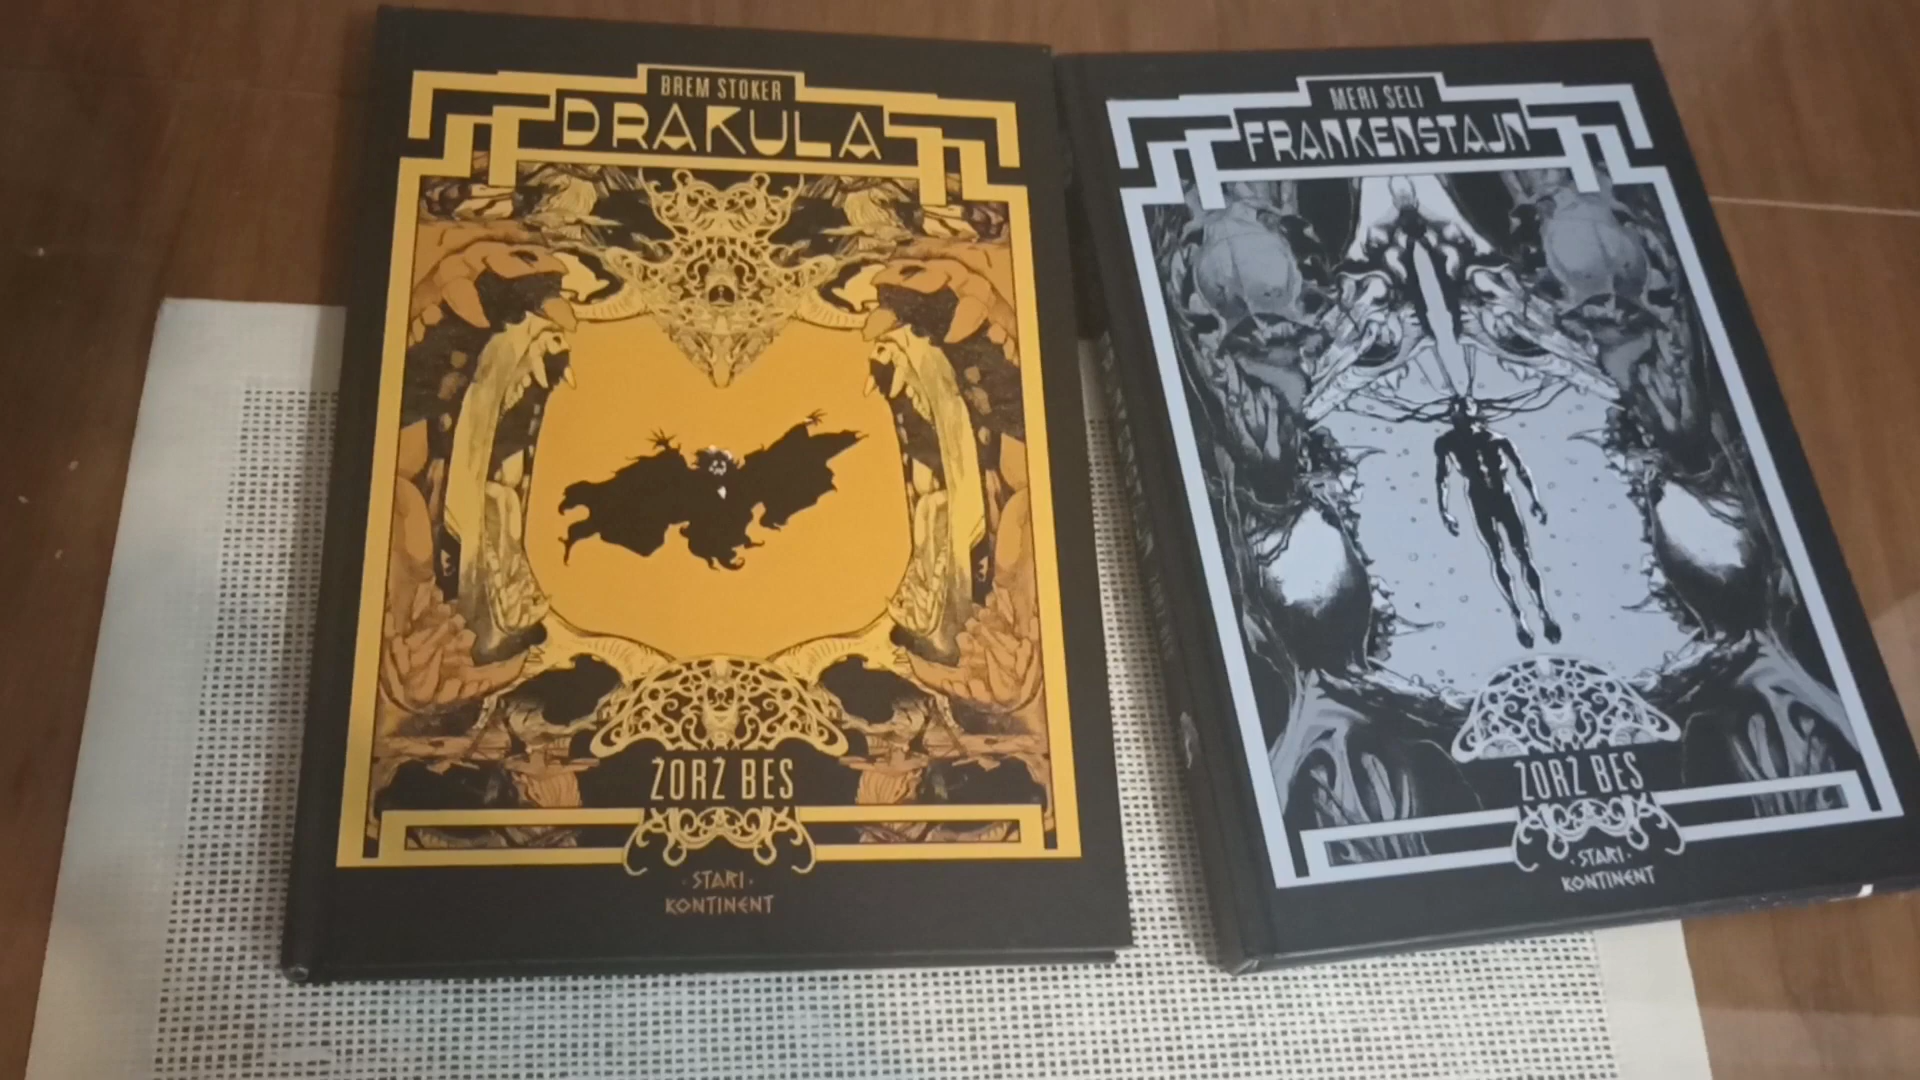 BREM STOKER
DRAKULA
ŽORŽ BES
· STARI ·
KONTINENT
MERI ŠELI
FRANKENŠTAJN
ŽORŽ BES
· STARI ·
KONTINENT